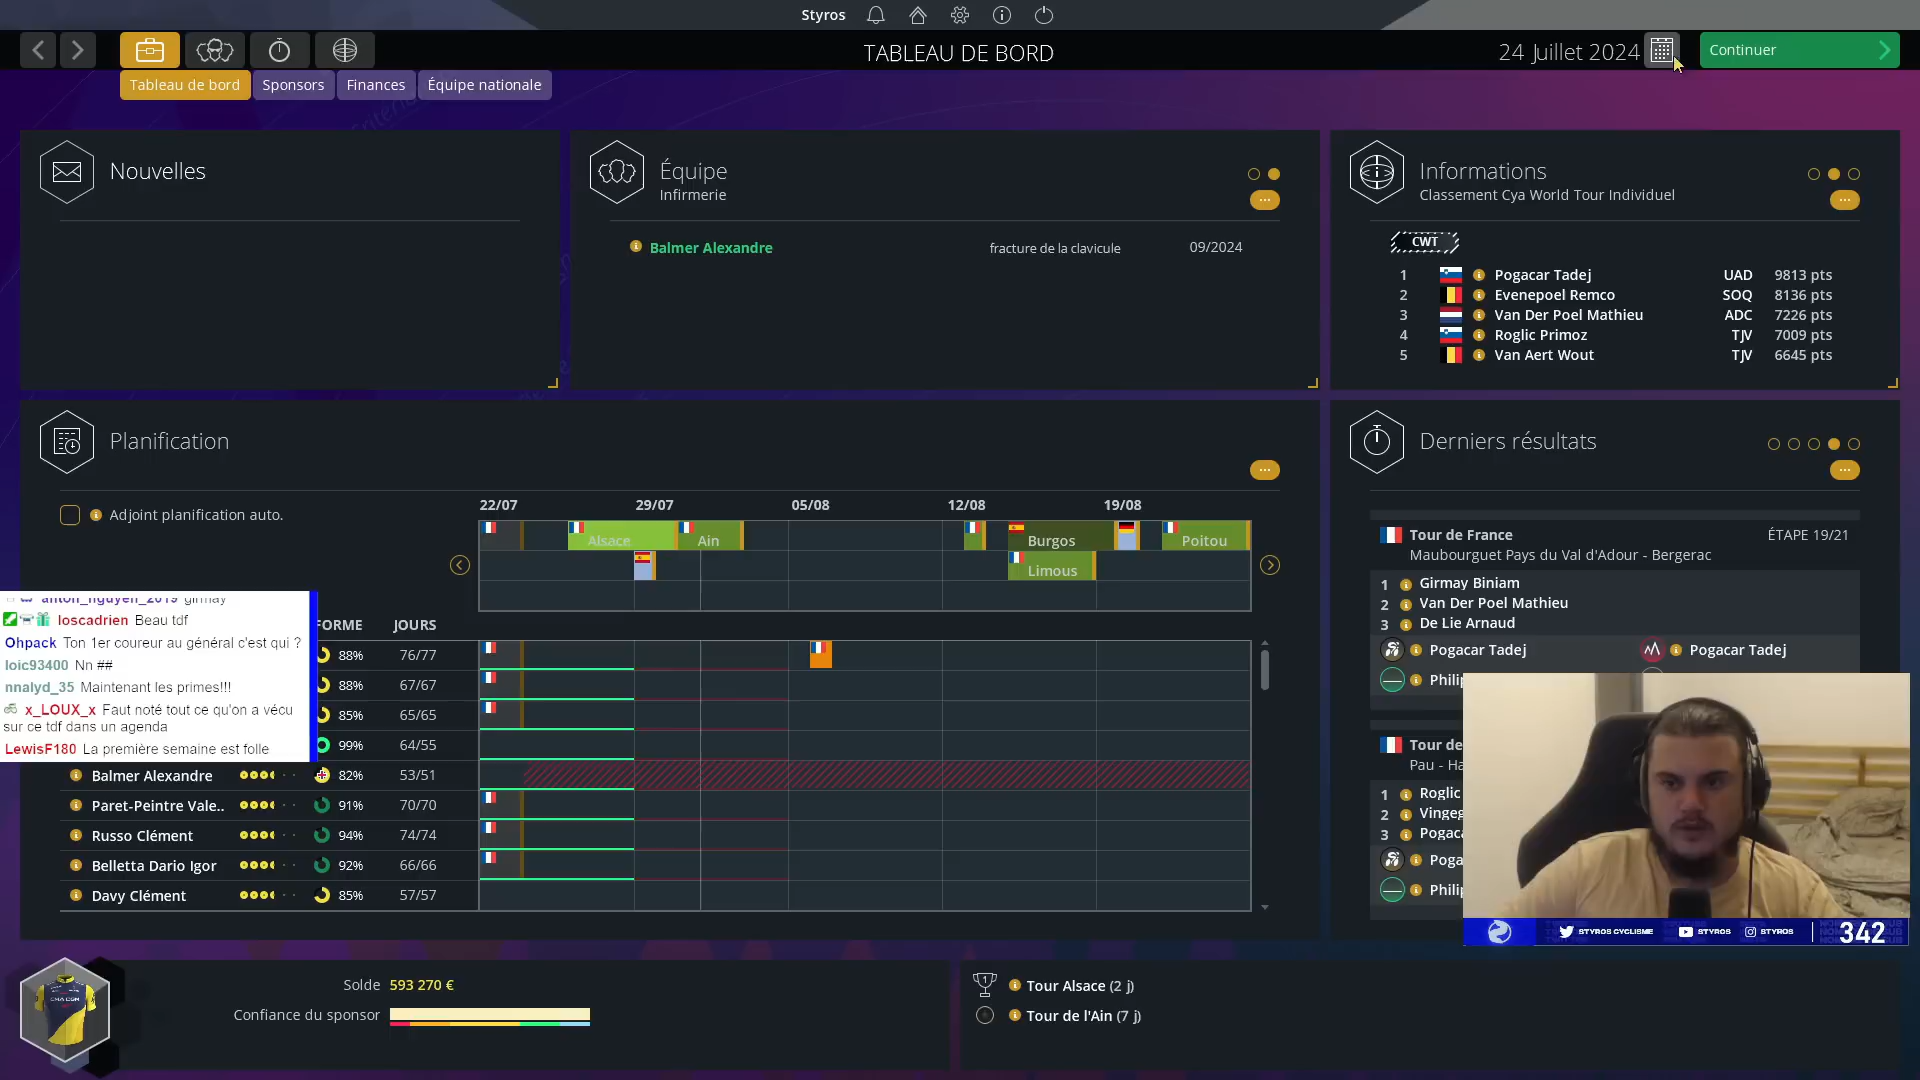 Styros
TABLEAU DE BORD
24 Juillet 2024
Continuer
Tableau de bord
Sponsors
Finances
Équipe nationale
Nouvelles
Équipe
Infirmerie
Balmer Alexandre fracture de la clavicule 09/2024
Informations
Classement Cya World Tour Individuel
CWT
1 Pogacar Tadej UAD 9813 pts
2 Evenepoel Remco SOQ 8136 pts
3 Van Der Poel Mathieu ADC 7226 pts
4 Roglic Primoz TJV 7009 pts
5 Van Aert Wout TJV 6645 pts
Planification
Adjoint planification auto.
22/07 29/07 05/08 12/08 19/08
Alsace Ain Burgos Poitou
Limous
FORME JOURS
88% 76/77
88% 67/67
85% 65/65
99% 64/55
Balmer Alexandre 82% 53/51
Paret-Peintre Vale.. 91% 70/70
Russo Clément 94% 74/74
Belletta Dario Igor 92% 66/66
Davy Clément 85% 57/57
anton_nguyen_2019 girmay
loscadrien Beau tdf
Ohpack Ton 1er coureur au général c'est qui ?
loic93400 Nn ##
nnalyd_35 Maintenant les primes!!!
x_LOUX_x Faut noté tout ce qu'on a vécu
sur ce tdf dans un agenda
LewisF180 La première semaine est folle
Derniers résultats
Tour de France ÉTAPE 19/21
Maubourguet Pays du Val d'Adour - Bergerac
1 Girmay Biniam
2 Van Der Poel Mathieu
3 De Lie Arnaud
Pogacar Tadej Pogacar Tadej
Philip
Tour de
Pau - Ha
1 Roglic
2 Vingeg
3 Pogaca
Poga
Philip
STYROS CYCLISME STYROS STYROS 342
Solde 593 270 €
Confiance du sponsor
CMA CGM
Tour Alsace (2 j)
Tour de l'Ain (7 j)